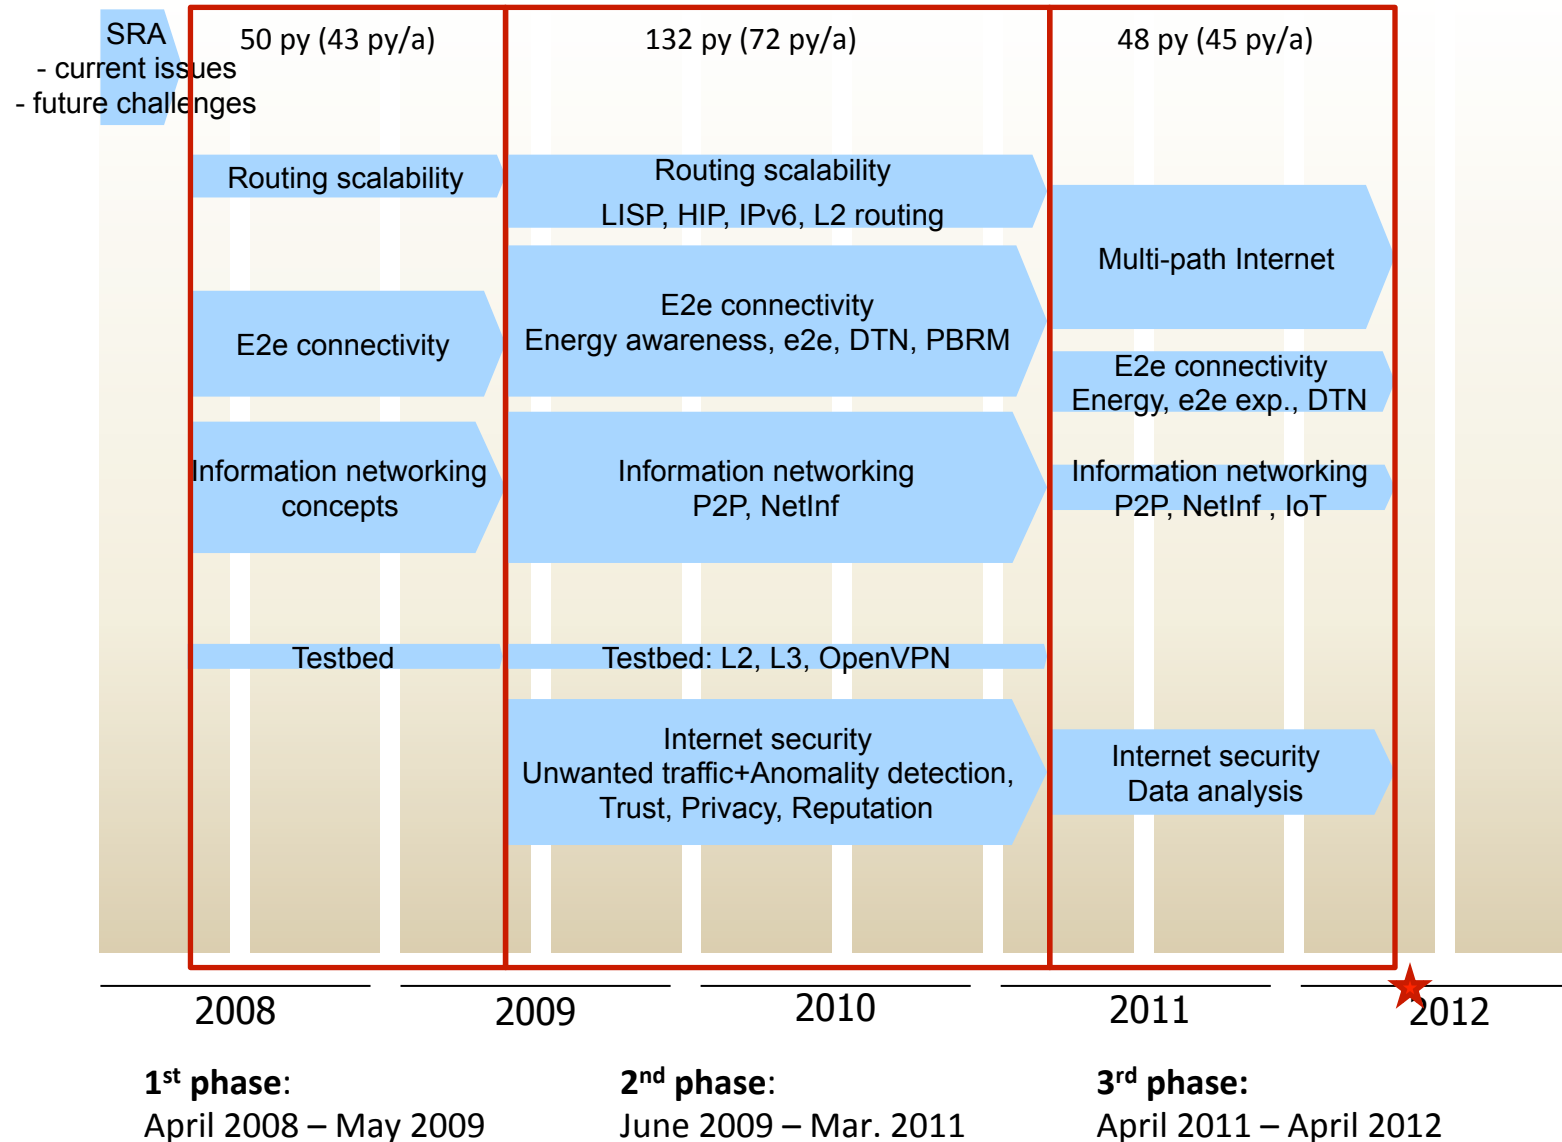 SRA
- current issues
- future challenges
50 py (43 py/a)
132 py (72 py/a)
48 py (45 py/a)
Routing scalability
Routing scalability
LISP, HIP, IPv6, L2 routing
Multi-path Internet
E2e connectivity
E2e connectivity
Energy awareness, e2e, DTN, PBRM
E2e connectivity
Energy, e2e exp., DTN
Information networking
concepts
Information networking
P2P, NetInf
Information networking
P2P, NetInf , IoT
Testbed
Testbed: L2, L3, OpenVPN
Internet security
Unwanted traffic+Anomality detection,
Trust, Privacy, Reputation
Internet security
Data analysis
2008
2009
2010
2011
2012
1st phase:
April 2008 – May 2009
2nd phase:
June 2009 – Mar. 2011
3rd phase:
April 2011 – April 2012